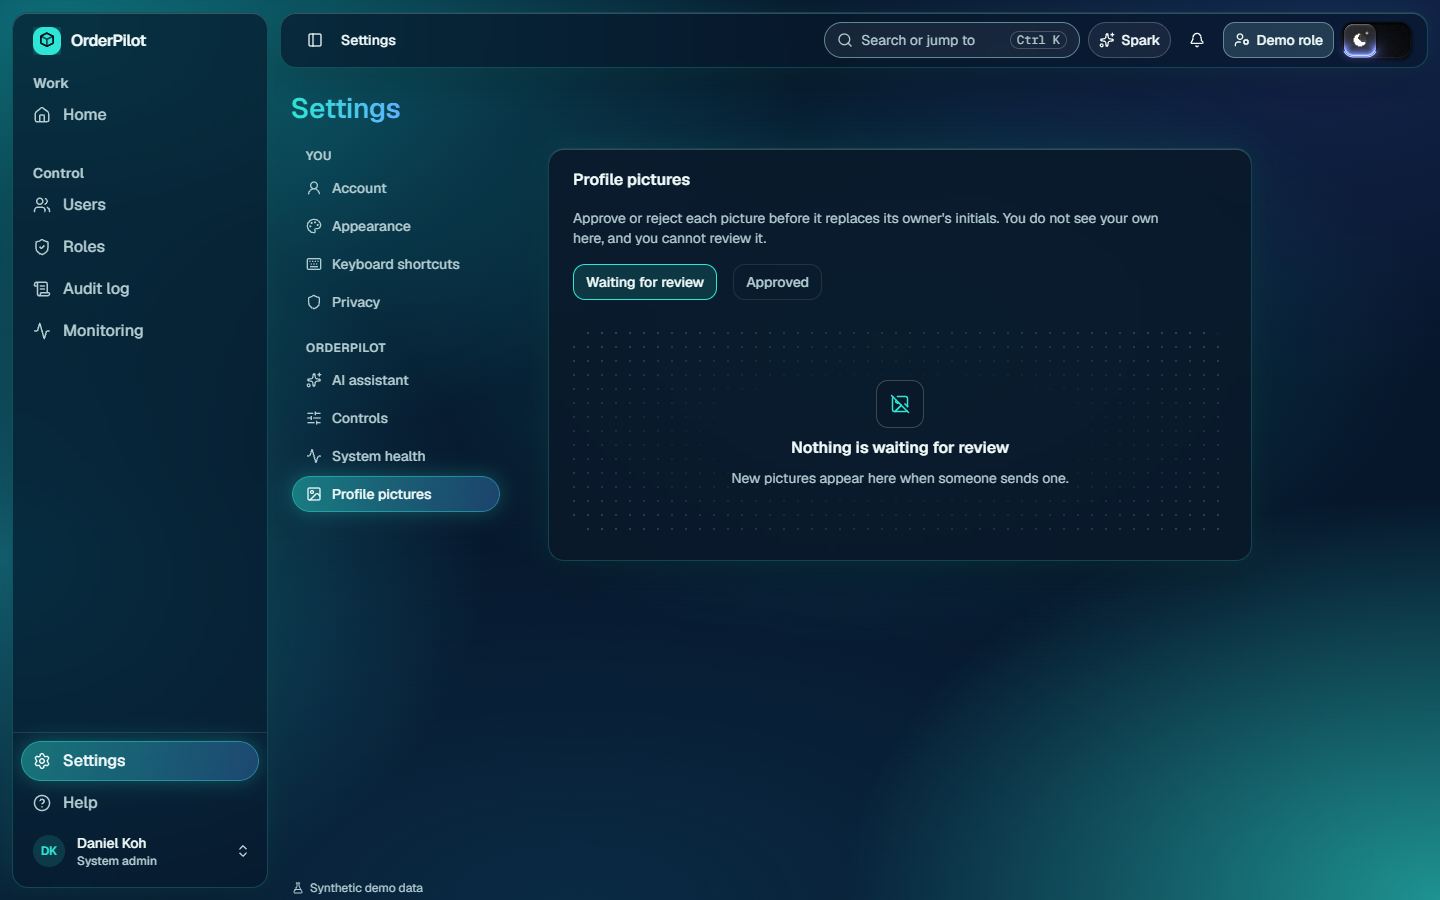 OrderPilot
Work
Home
Control
Users
Roles
Audit log
Monitoring
Settings
Help
DK
Daniel Koh
System admin
Settings
Search or jump to
Ctrl K
Spark
Demo role
Settings
YOU
Account
Appearance
Keyboard shortcuts
Privacy
ORDERPILOT
AI assistant
Controls
System health
Profile pictures
Profile pictures
Approve or reject each picture before it replaces its owner's initials. You do not see your own
here, and you cannot review it.
Waiting for review
Approved
Nothing is waiting for review
New pictures appear here when someone sends one.
Synthetic demo data